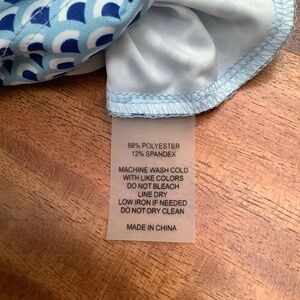 88% POLYESTER
12% SPANDEX
MACHINE WASH COLD
WITH LIKE COLORS
DO NOT BLEACH
LINE DRY
LOW IRON IF NEEDED
DO NOT DRY CLEAN
MADE IN CHINA